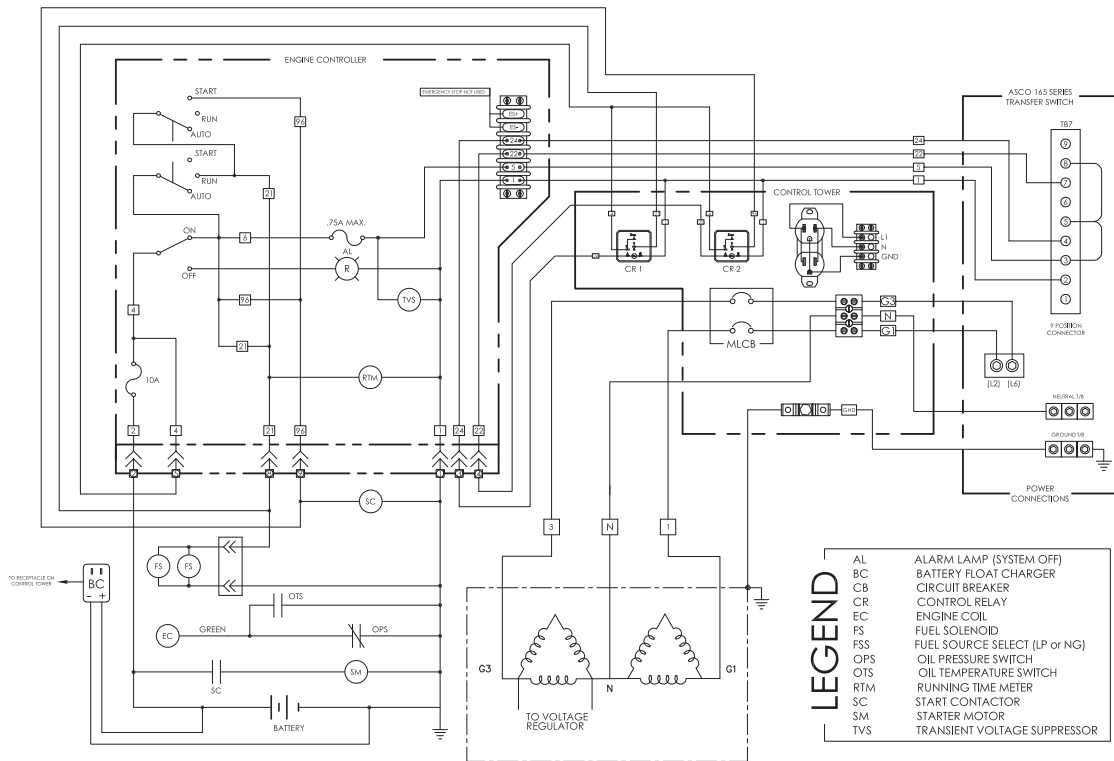 ENGINE CONTROLLER
START
RUN
AUTO
START
RUN
AUTO
ON
OFF
96
21
6
.75A MAX.
AL
R
TVS
96
21
4
10A
RTM
2
4
21
96
1
24
22
EMERGENCY STOP NOT USED
ES+
ES-
24
22
5
1
24
22
5
1
ASCO 165 SERIES
TRANSFER SWITCH
TB7
9
8
7
6
5
4
3
2
1
9 POSITION
CONNECTOR
CONTROL TOWER
CR 1
CR 2
L1
N
GND
MLCB
G3
N
G1
(L2) (L6)
NEUTRAL T/B
GND
GROUND T/B
POWER
CONNECTIONS
SC
FS
FS
TO RECEPTACLE ON
CONTROL TOWER
BC
- +
OTS
EC
GREEN
OPS
SC
SM
BATTERY
3
N
1
G3
G1
N
TO VOLTAGE
REGULATOR
LEGEND
AL ALARM LAMP (SYSTEM OFF)
BC BATTERY FLOAT CHARGER
CB CIRCUIT BREAKER
CR CONTROL RELAY
EC ENGINE COIL
FS FUEL SOLENOID
FSS FUEL SOURCE SELECT (LP or NG)
OPS OIL PRESSURE SWITCH
OTS OIL TEMPERATURE SWITCH
RTM RUNNING TIME METER
SC START CONTACTOR
SM STARTER MOTOR
TVS TRANSIENT VOLTAGE SUPPRESSOR